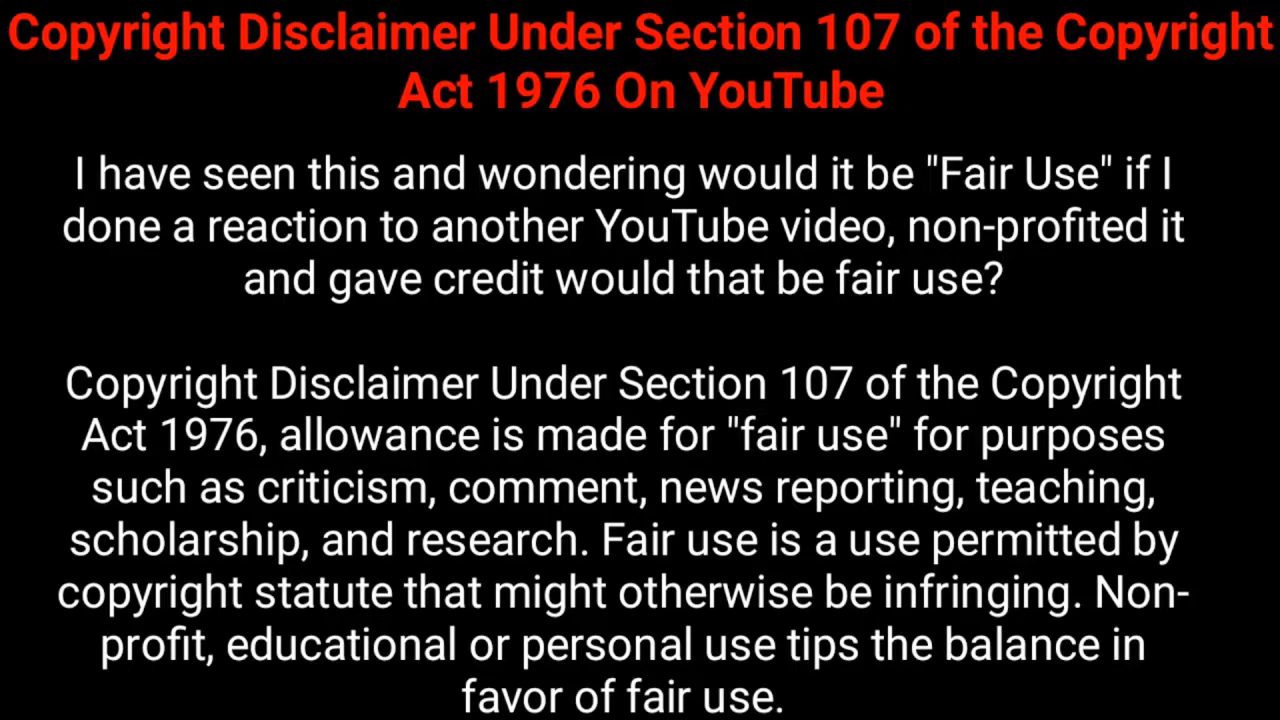 Copyright Disclaimer Under Section 107 of the Copyright
Act 1976 On YouTube
I have seen this and wondering would it be "Fair Use" if I
done a reaction to another YouTube video, non-profited it
and gave credit would that be fair use?
Copyright Disclaimer Under Section 107 of the Copyright
Act 1976, allowance is made for "fair use" for purposes
such as criticism, comment, news reporting, teaching,
scholarship, and research. Fair use is a use permitted by
copyright statute that might otherwise be infringing. Non-
profit, educational or personal use tips the balance in
favor of fair use.